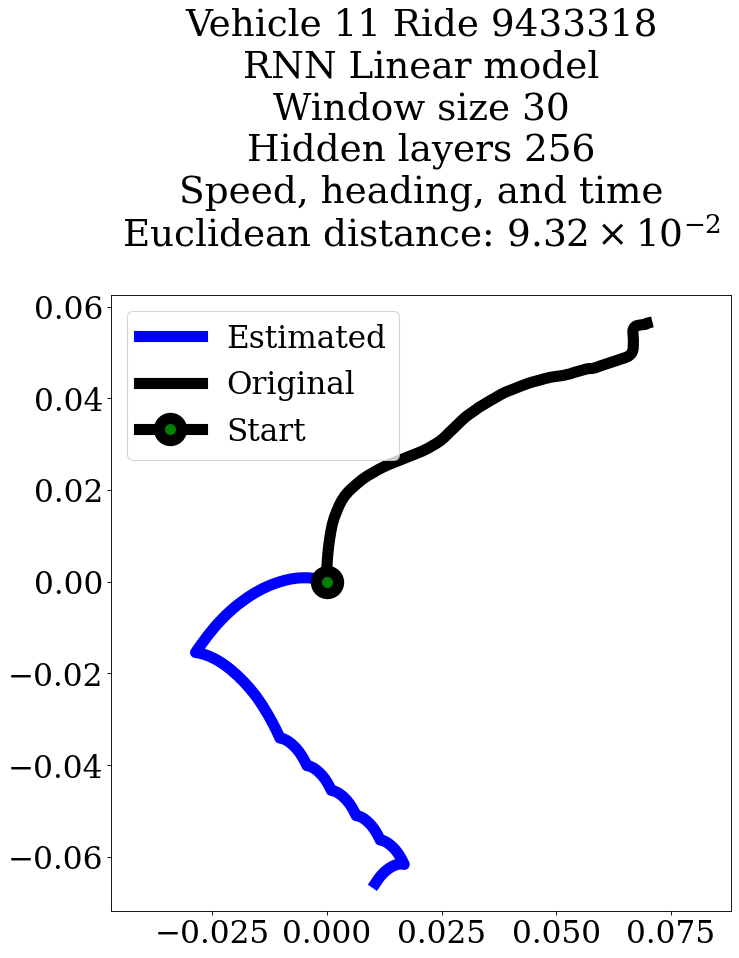 Vehicle 11 Ride 9433318
RNN Linear model
Window size 30
Hidden layers 256
Speed, heading, and time
Euclidean distance: 9.32 × 10⁻²
Estimated
Original
Start
0.06
0.04
0.02
0.00
−0.02
−0.04
−0.06
−0.025 0.000 0.025 0.050 0.075